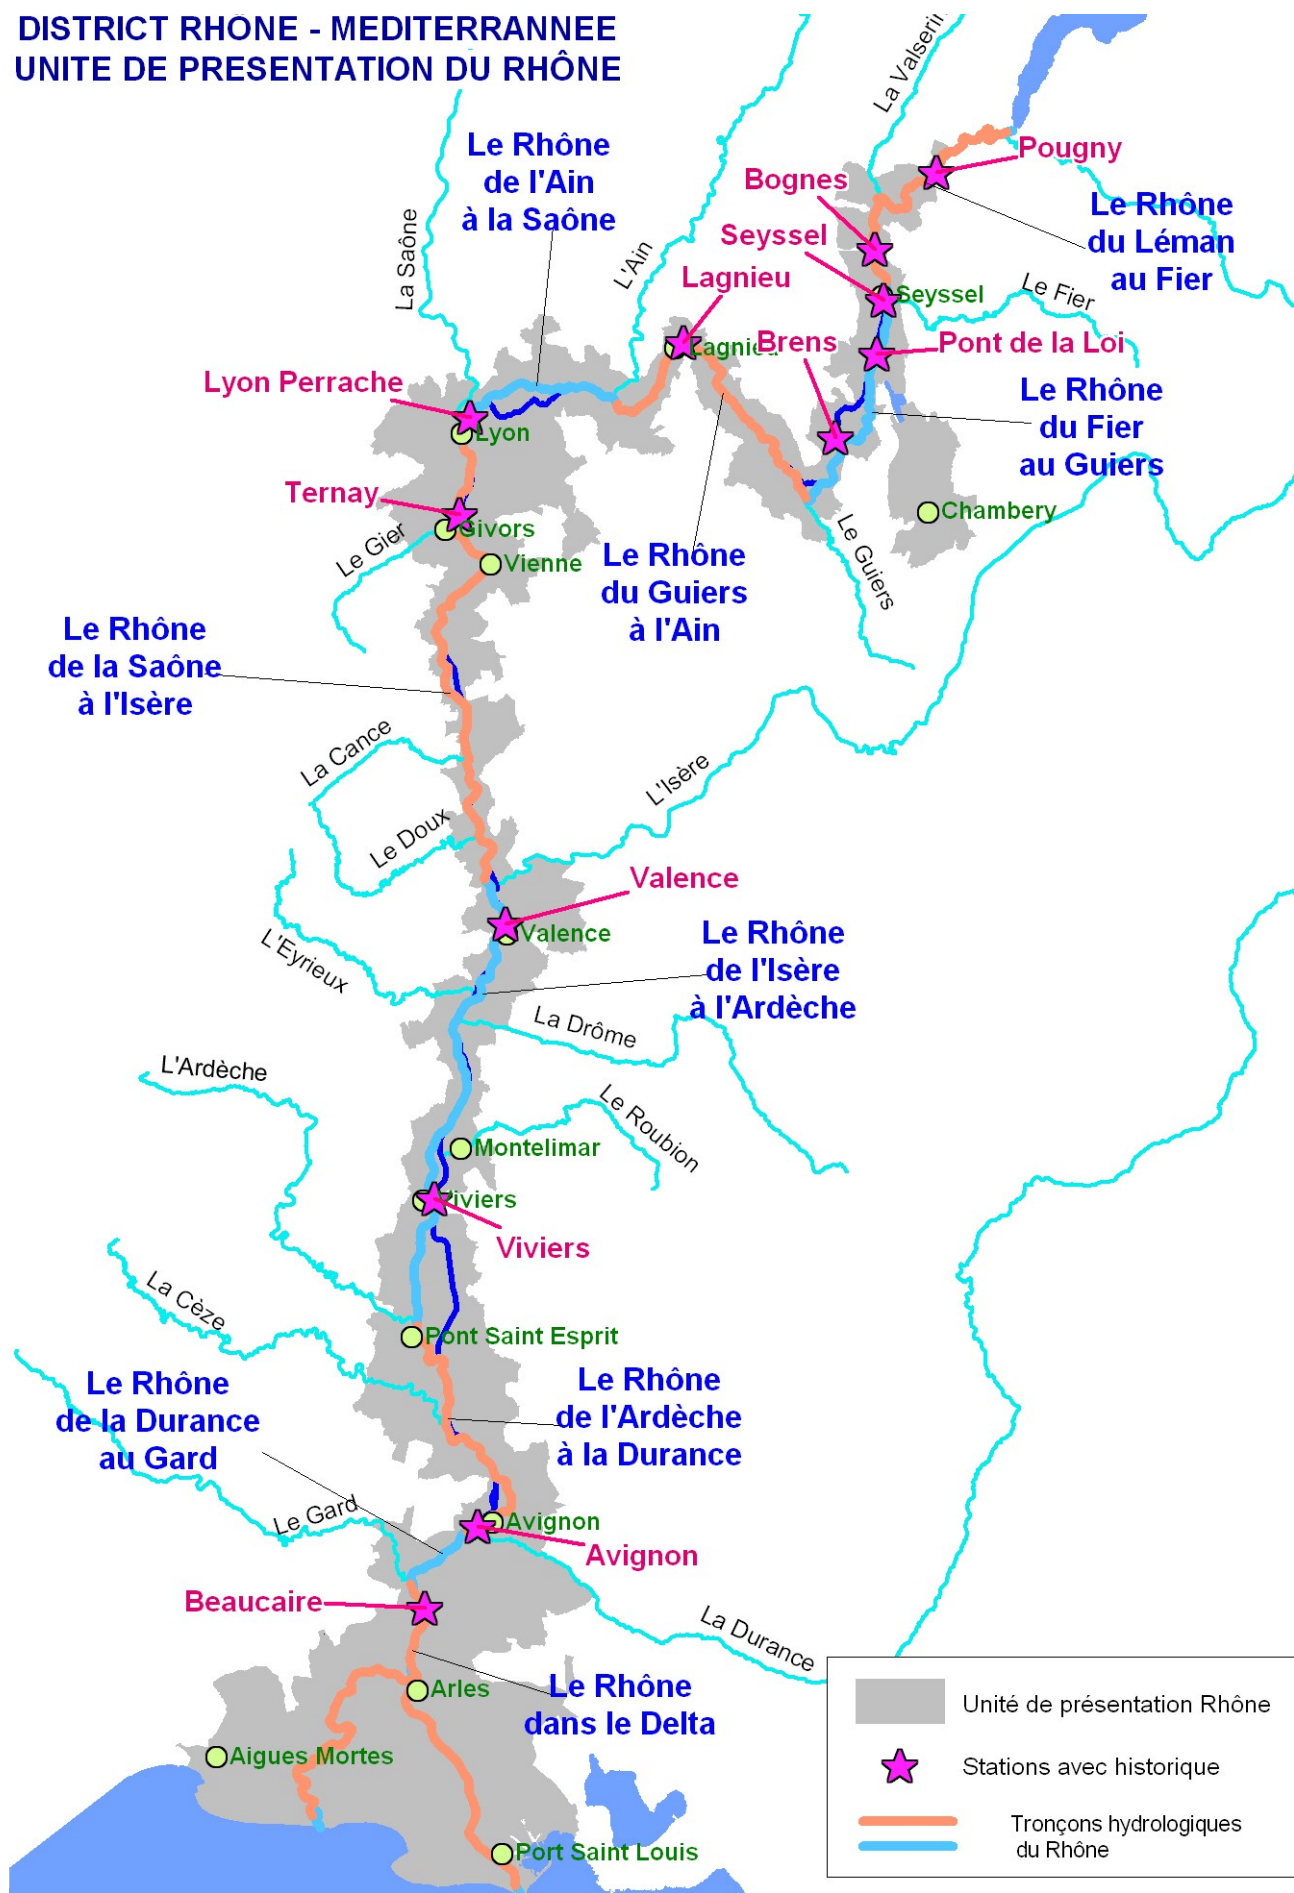 DISTRICT RHONE - MEDITERRANNEE
UNITE DE PRESENTATION DU RHÔNE
La Valserine
Le Rhône
de l'Ain
à la Saône
Pougny
Bognes
Le Rhône
du Léman
au Fier
Seyssel
La Saône
L'Ain
Lagnieu
Seyssel
Le Fier
Brens
Lagnieu
Pont de la Loi
Lyon Perrache
Le Rhône
du Fier
au Guiers
Lyon
Ternay
Chambery
Givors
Le Gier
Vienne
Le Rhône
du Guiers
à l'Ain
Le Guiers
Le Rhône
de la Saône
à l'Isère
La Cance
L'Isère
Le Doux
Valence
Valence
Le Rhône
de l'Isère
à l'Ardèche
L'Eyrieux
La Drôme
L'Ardèche
Le Roubion
Montelimar
Viviers
Viviers
La Cèze
Pont Saint Esprit
Le Rhône
de la Durance
au Gard
Le Rhône
de l'Ardèche
à la Durance
Le Gard
Avignon
Avignon
Beaucaire
La Durance
Arles
Le Rhône
dans le Delta
Aigues Mortes
Port Saint Louis
Unité de présentation Rhône
Stations avec historique
Tronçons hydrologiques
du Rhône